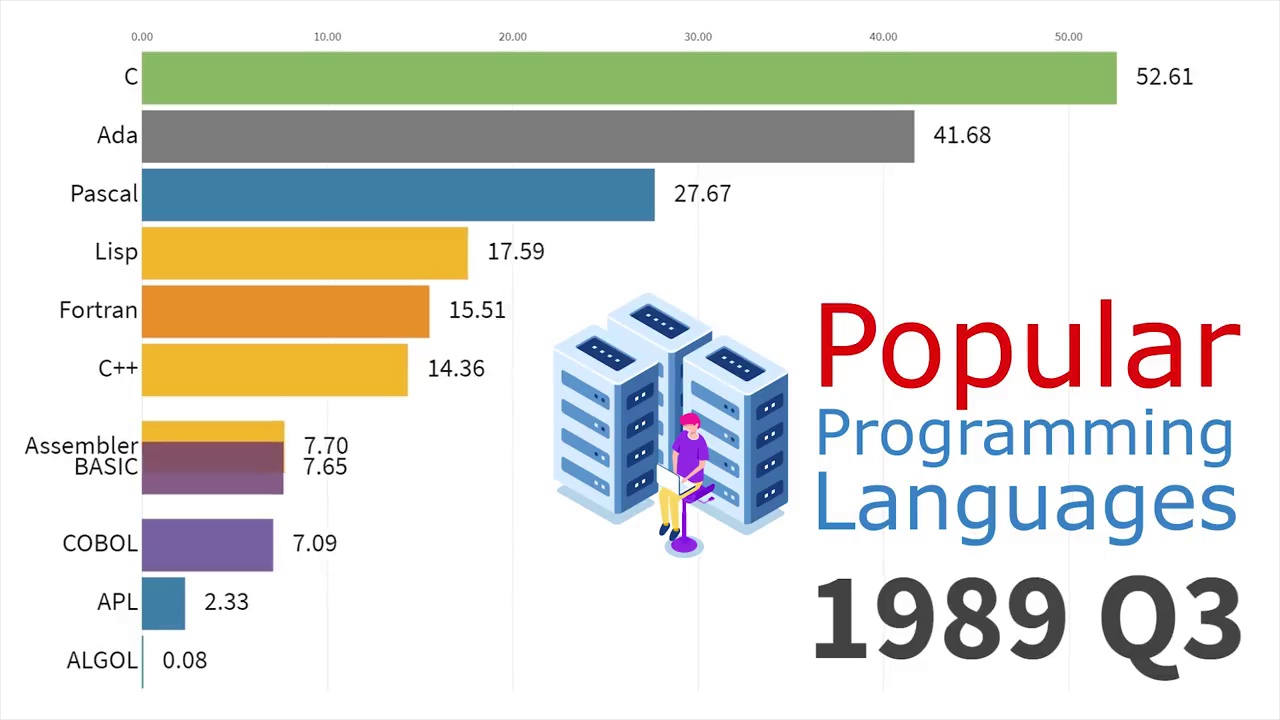 0.00 10.00 20.00 30.00 40.00 50.00
C 52.61
Ada 41.68
Pascal 27.67
Lisp 17.59
Fortran 15.51
C++ 14.36
Assembler 7.70
BASIC 7.65
COBOL 7.09
APL 2.33
ALGOL 0.08
Popular
Programming
Languages
1989 Q3